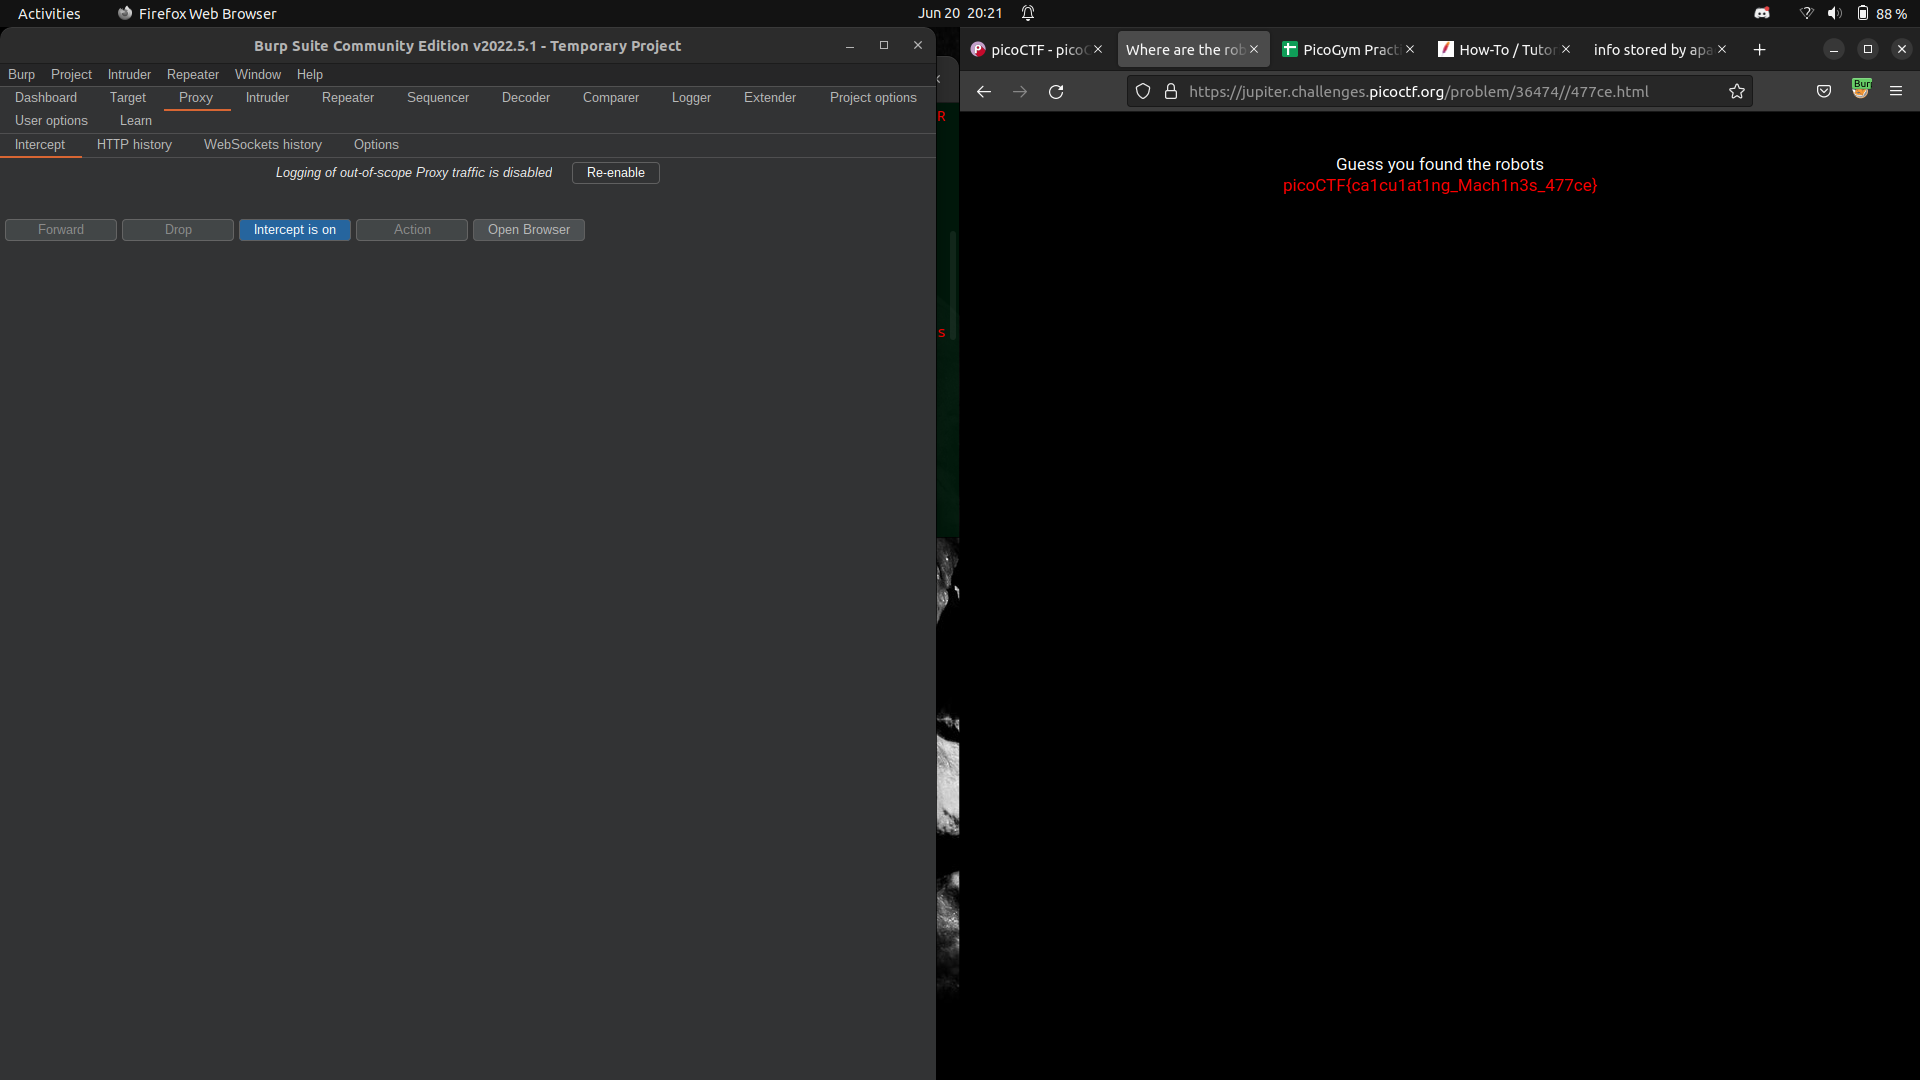 Activities
Firefox Web Browser
Jun 20 20:21
88 %
Burp Suite Community Edition v2022.5.1 - Temporary Project
Burp Project Intruder Repeater Window Help
Dashboard Target Proxy Intruder Repeater Sequencer Decoder Comparer Logger Extender Project options
User options Learn
Intercept HTTP history WebSockets history Options
Logging of out-of-scope Proxy traffic is disabled Re-enable
Forward Drop Intercept is on Action Open Browser
R
s
picoCTF - picoC
Where are the rob
PicoGym Practi
How-To / Tutor
info stored by apa
https://jupiter.challenges.picoctf.org/problem/36474//477ce.html
Bur
Guess you found the robots
picoCTF{ca1cu1at1ng_Mach1n3s_477ce}